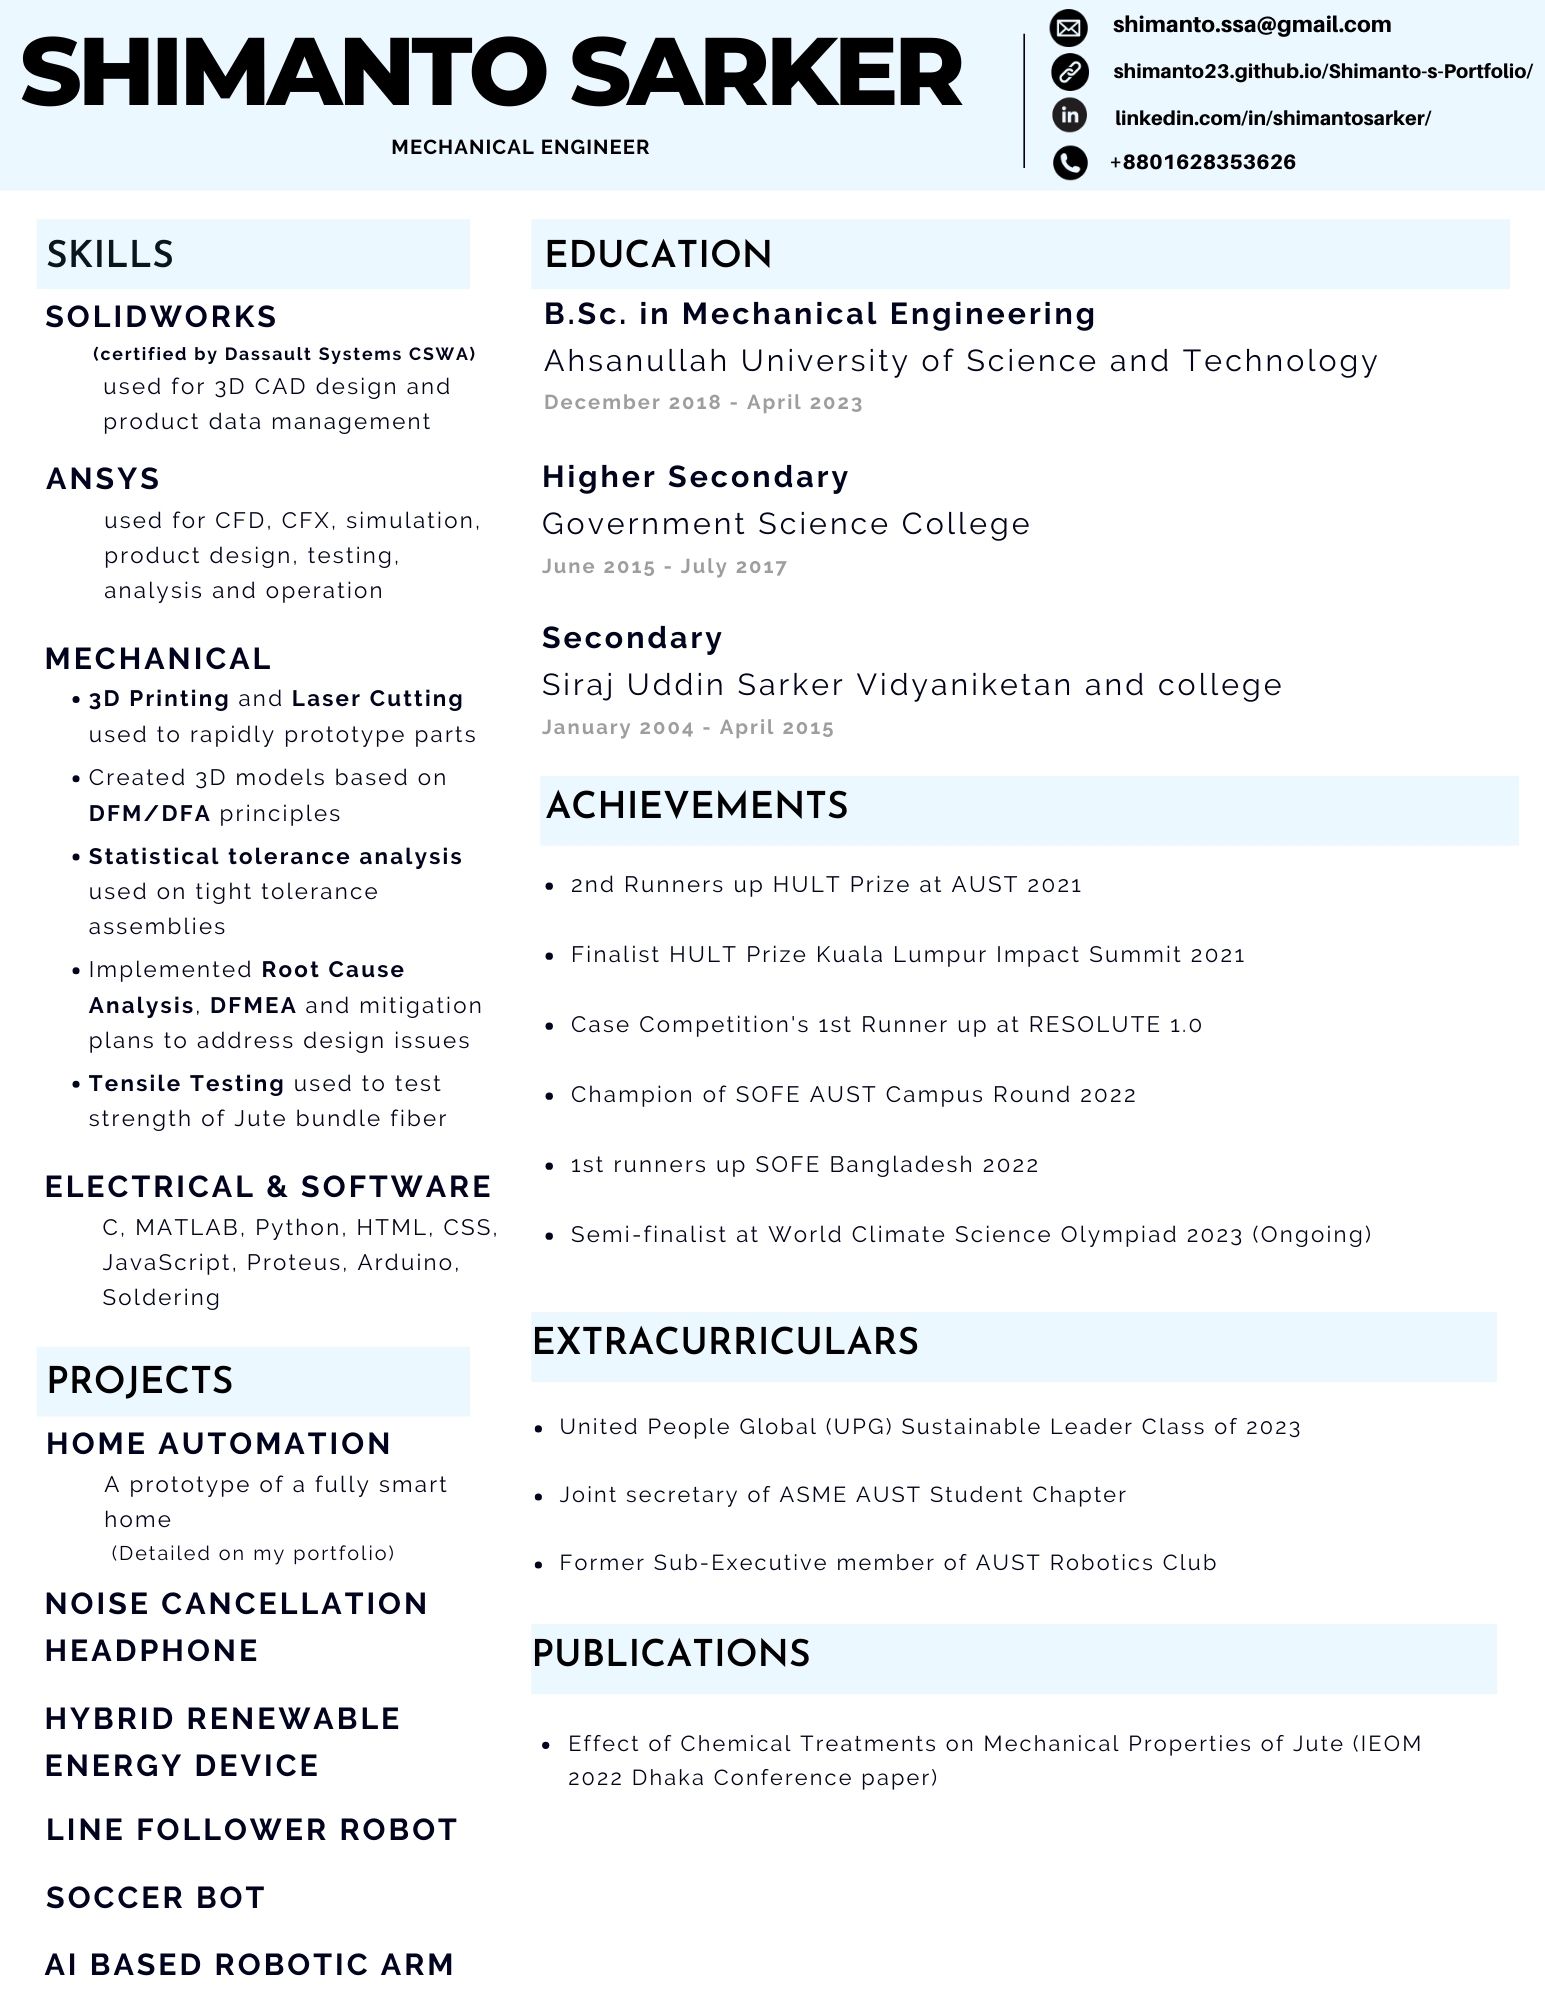 SHIMANTO SARKER
MECHANICAL ENGINEER
shimanto.ssa@gmail.com
shimanto23.github.io/Shimanto-s-Portfolio/
linkedin.com/in/shimantosarker/
+8801628353626
SKILLS
SOLIDWORKS
(certified by Dassault Systems CSWA)
used for 3D CAD design and
product data management
ANSYS
used for CFD, CFX, simulation,
product design, testing,
analysis and operation
MECHANICAL
• 3D Printing and Laser Cutting
used to rapidly prototype parts
• Created 3D models based on
DFM/DFA principles
• Statistical tolerance analysis
used on tight tolerance
assemblies
• Implemented Root Cause
Analysis, DFMEA and mitigation
plans to address design issues
• Tensile Testing used to test
strength of Jute bundle fiber
ELECTRICAL & SOFTWARE
C, MATLAB, Python, HTML, CSS,
JavaScript, Proteus, Arduino,
Soldering
PROJECTS
HOME AUTOMATION
A prototype of a fully smart
home
(Detailed on my portfolio)
NOISE CANCELLATION
HEADPHONE
HYBRID RENEWABLE
ENERGY DEVICE
LINE FOLLOWER ROBOT
SOCCER BOT
AI BASED ROBOTIC ARM
EDUCATION
B.Sc. in Mechanical Engineering
Ahsanullah University of Science and Technology
December 2018 - April 2023
Higher Secondary
Government Science College
June 2015 - July 2017
Secondary
Siraj Uddin Sarker Vidyaniketan and college
January 2004 - April 2015
ACHIEVEMENTS
• 2nd Runners up HULT Prize at AUST 2021
• Finalist HULT Prize Kuala Lumpur Impact Summit 2021
• Case Competition's 1st Runner up at RESOLUTE 1.0
• Champion of SOFE AUST Campus Round 2022
• 1st runners up SOFE Bangladesh 2022
• Semi-finalist at World Climate Science Olympiad 2023 (Ongoing)
EXTRACURRICULARS
• United People Global (UPG) Sustainable Leader Class of 2023
• Joint secretary of ASME AUST Student Chapter
• Former Sub-Executive member of AUST Robotics Club
PUBLICATIONS
• Effect of Chemical Treatments on Mechanical Properties of Jute (IEOM
2022 Dhaka Conference paper)